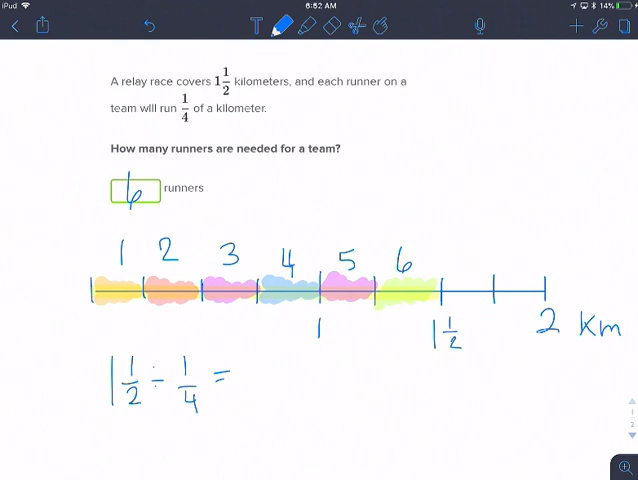 iPad 6:52 AM 14%
T
A relay race covers 1 1/2 kilometers, and each runner on a
team will run 1/4 of a kilometer.
How many runners are needed for a team?
6 runners
1 2 3 4 5 6
1 1 1/2 2 km
1 1/2 ÷ 1/4 =